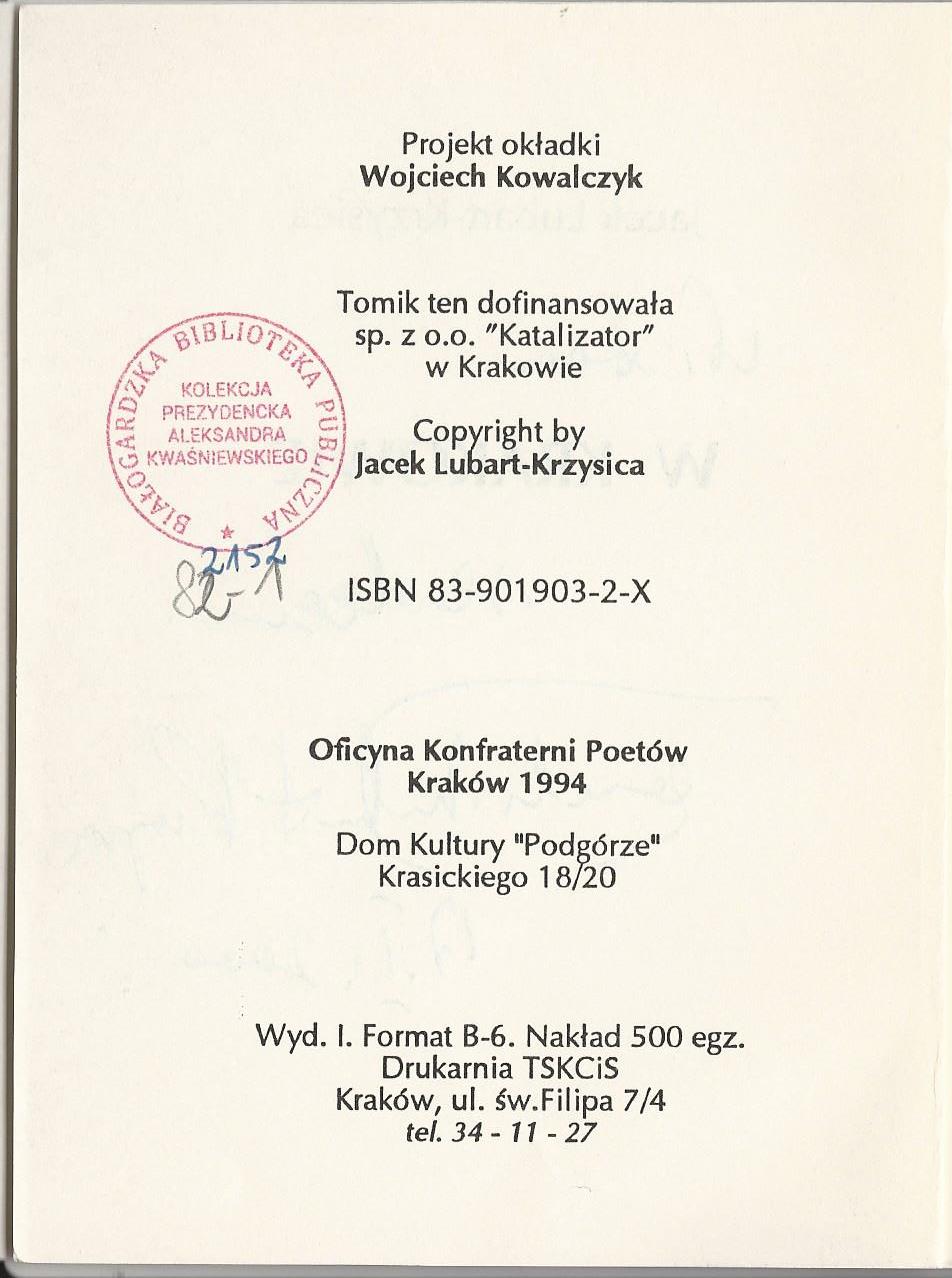 Projekt okładki
Wojciech Kowalczyk
Tomik ten dofinansowała
sp. z o.o. "Katalizator"
w Krakowie
BIAŁOGARDZKA BIBLIOTEKA PUBLICZNA
KOLEKCJA
PREZYDENCKA
ALEKSANDRA
KWAŚNIEWSKIEGO
Copyright by
Jacek Lubart-Krzysica
2152
82-1
ISBN 83-901903-2-X
Oficyna Konfraterni Poetów
Kraków 1994
Dom Kultury "Podgórze"
Krasickiego 18/20
Wyd. I. Format B-6. Nakład 500 egz.
Drukarnia TSKCiS
Kraków, ul. św.Filipa 7/4
tel. 34 - 11 - 27